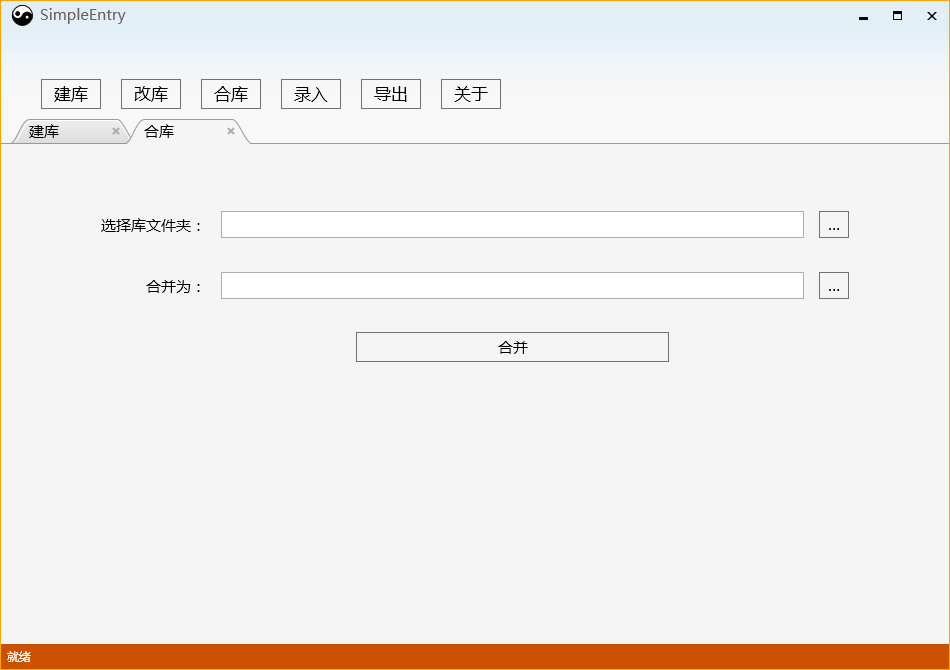 SimpleEntry
建库 改库 合库 录入 导出 关于
建库 合库
选择库文件夹： ...
合并为： ...
合并
就绪